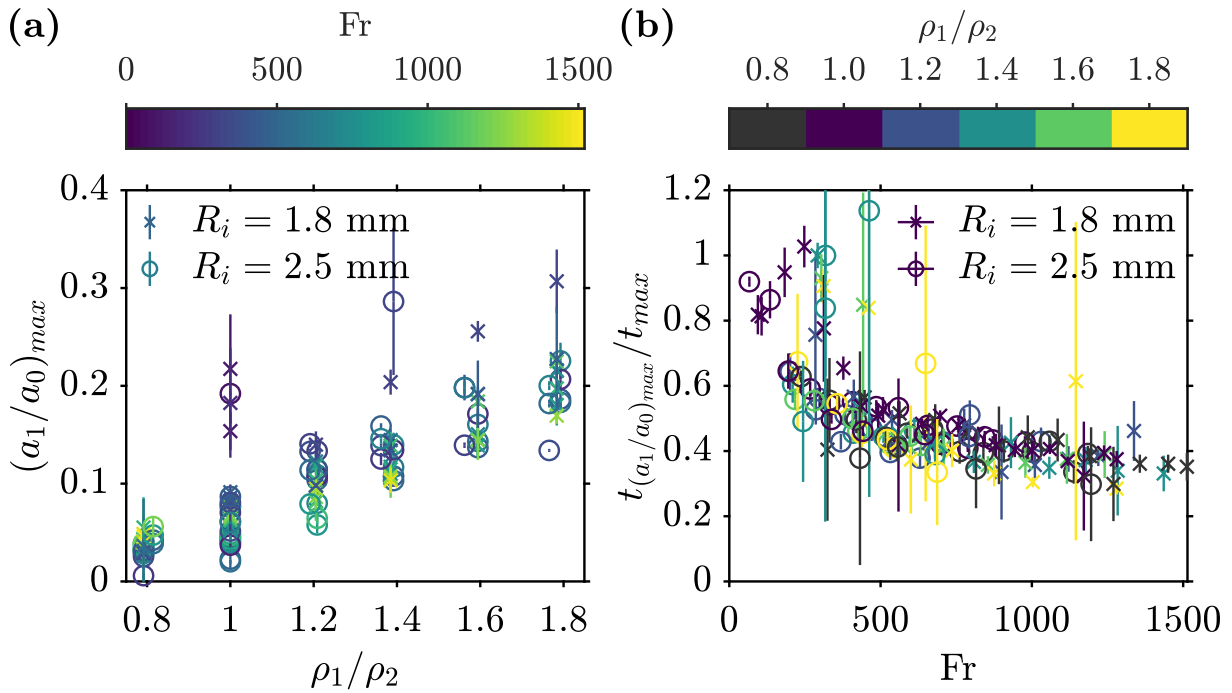 (a)
Fr
0 500 1000 1500
(a₁/a₀)ₘₐₓ
0.4
0.3
0.2
0.1
0
R_i = 1.8 mm
R_i = 2.5 mm
0.8 1 1.2 1.4 1.6 1.8
ρ₁/ρ₂
(b)
ρ₁/ρ₂
0.8 1.0 1.2 1.4 1.6 1.8
t_{(a₁/a₀)_{max}}/t_{max}
1.2
1
0.8
0.6
0.4
0.2
0
R_i = 1.8 mm
R_i = 2.5 mm
0 500 1000 1500
Fr